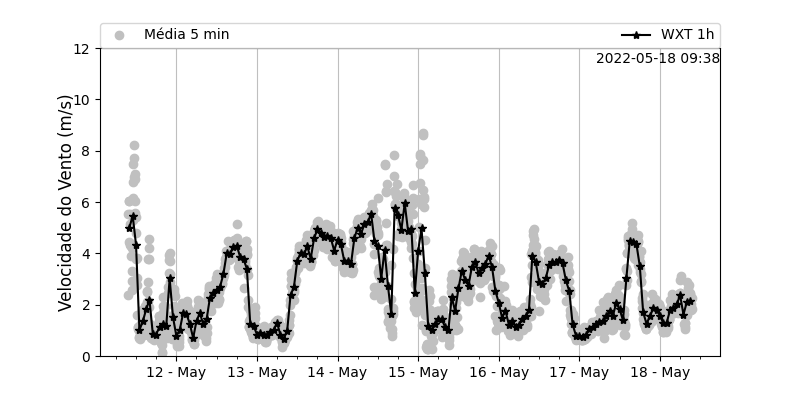 Média 5 min
WXT 1h
2022-05-18 09:38
Velocidade do Vento (m/s)
12
10
8
6
4
2
0
12 - May
13 - May
14 - May
15 - May
16 - May
17 - May
18 - May